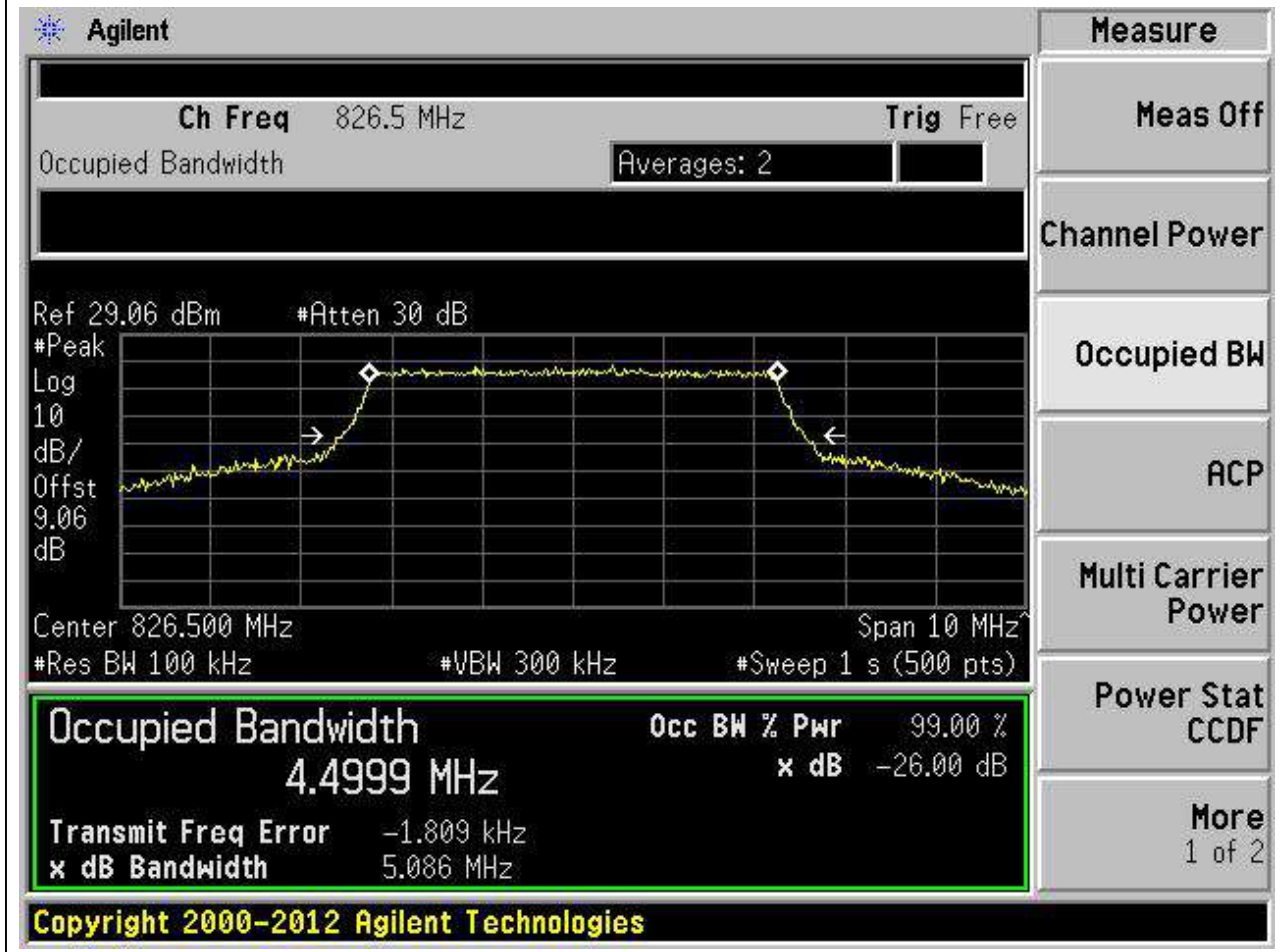 Agilent
Measure
Ch Freq 826.5 MHz Trig Free
Occupied Bandwidth Averages: 2
Ref 29.06 dBm #Atten 30 dB
#Peak
Log
10
dB/
Offst
9.06
dB
Center 826.500 MHz Span 10 MHz^
#Res BW 100 kHz #VBW 300 kHz #Sweep 1 s (500 pts)
Occupied Bandwidth Occ BW % Pwr 99.00 %
4.4999 MHz x dB -26.00 dB
Transmit Freq Error -1.809 kHz
x dB Bandwidth 5.086 MHz
Copyright 2000-2012 Agilent Technologies
Meas Off
Channel Power
Occupied BW
ACP
Multi Carrier
Power
Power Stat
CCDF
More
1 of 2